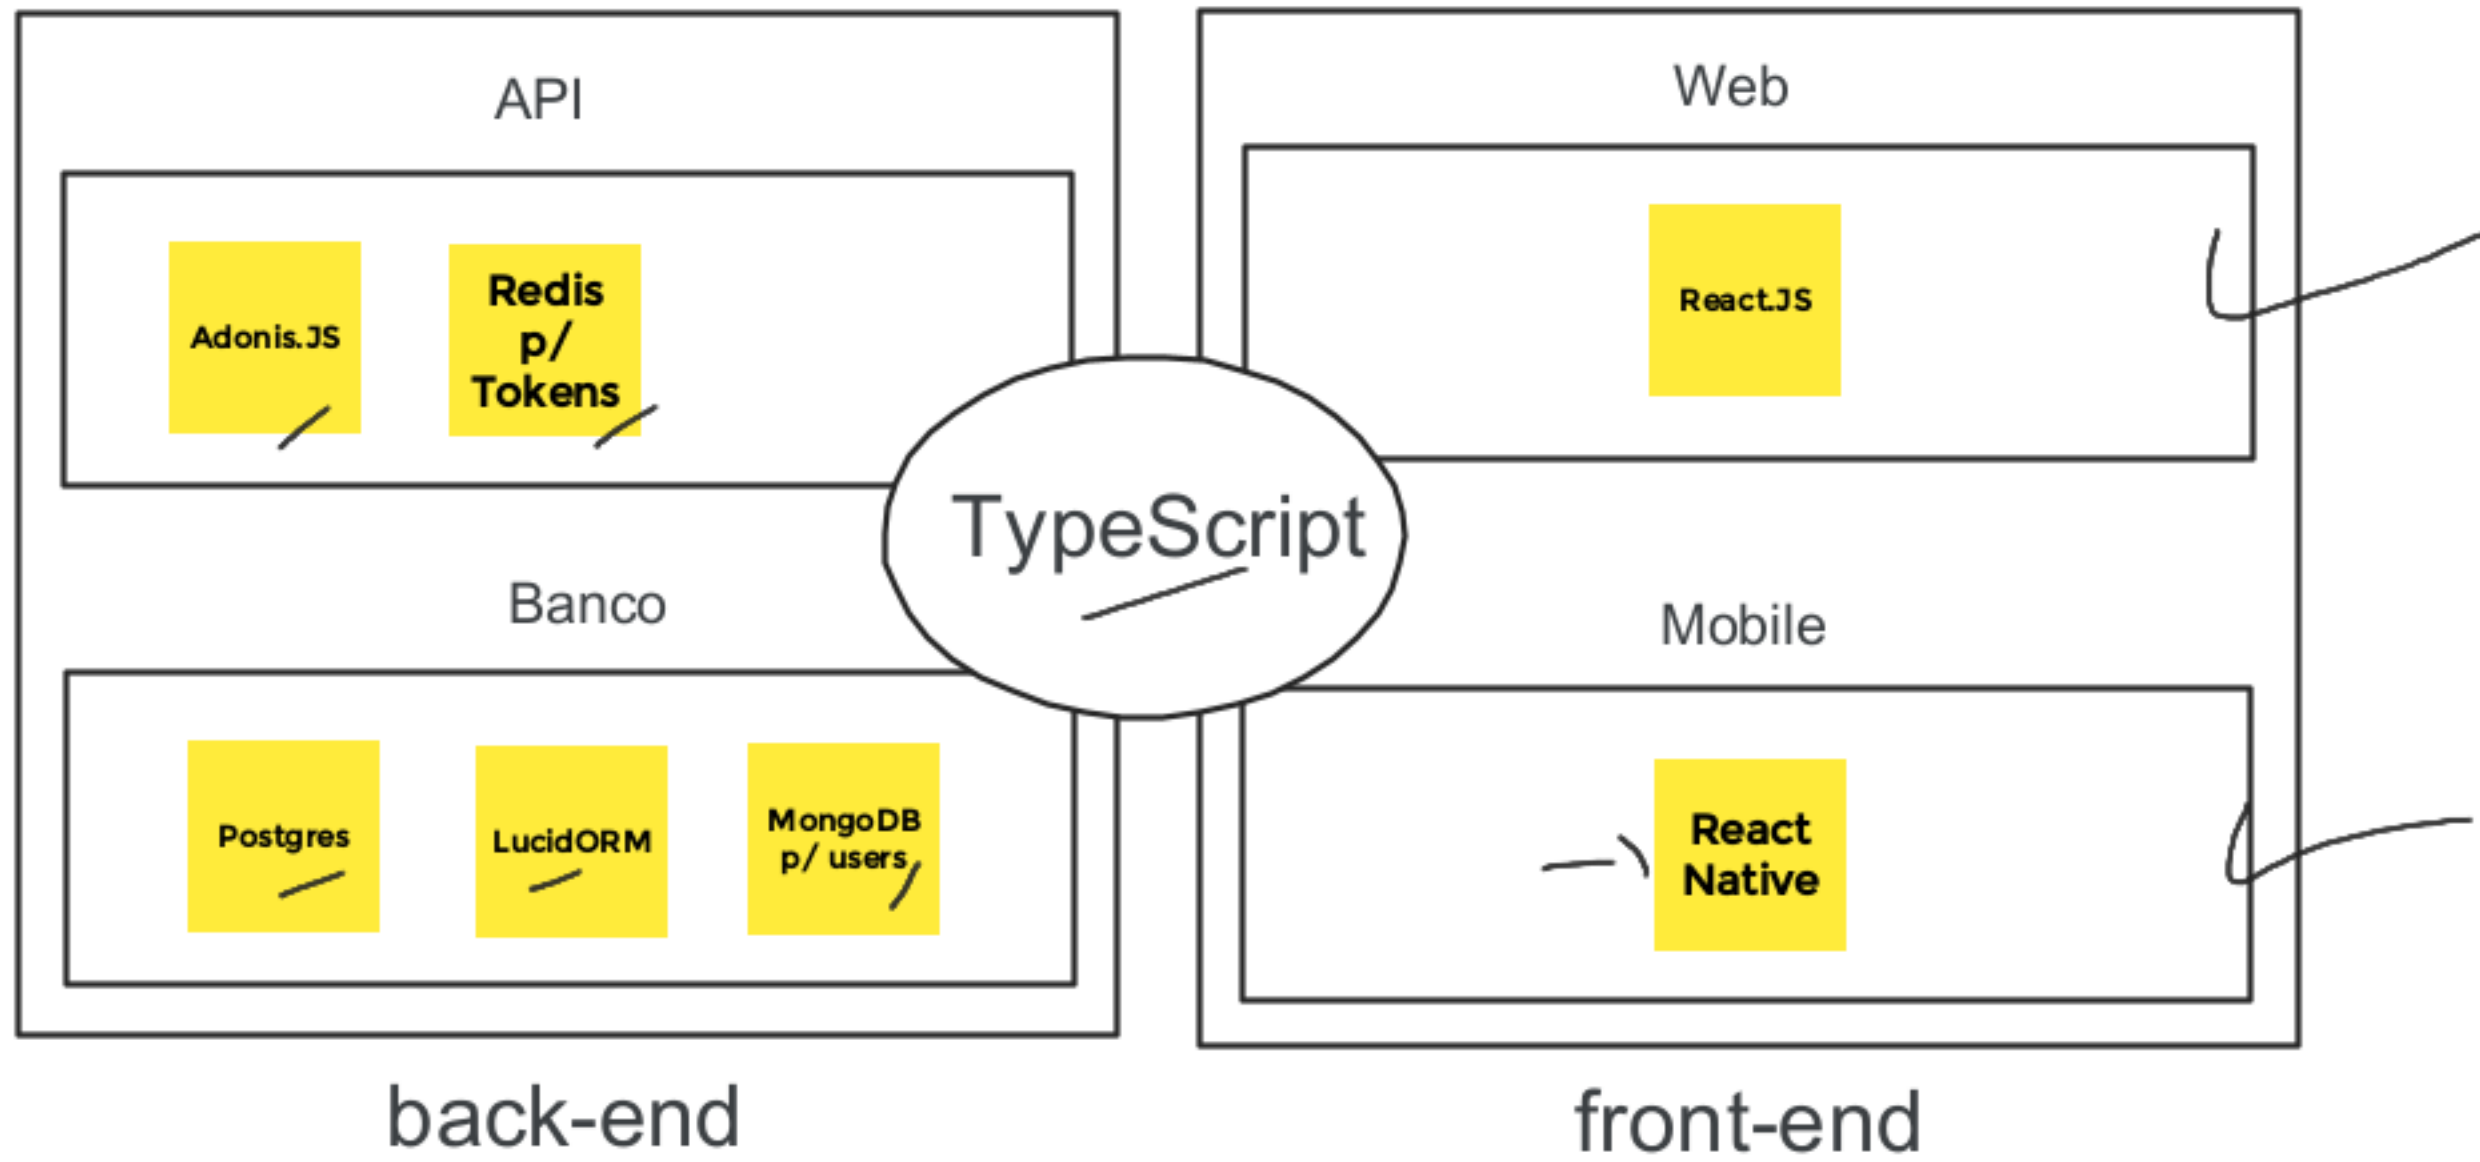 API
Adonis.JS
Redis
p/
Tokens
Banco
Postgres
LucidORM
MongoDB
p/ users
back-end
TypeScript
Web
React.JS
Mobile
React
Native
front-end